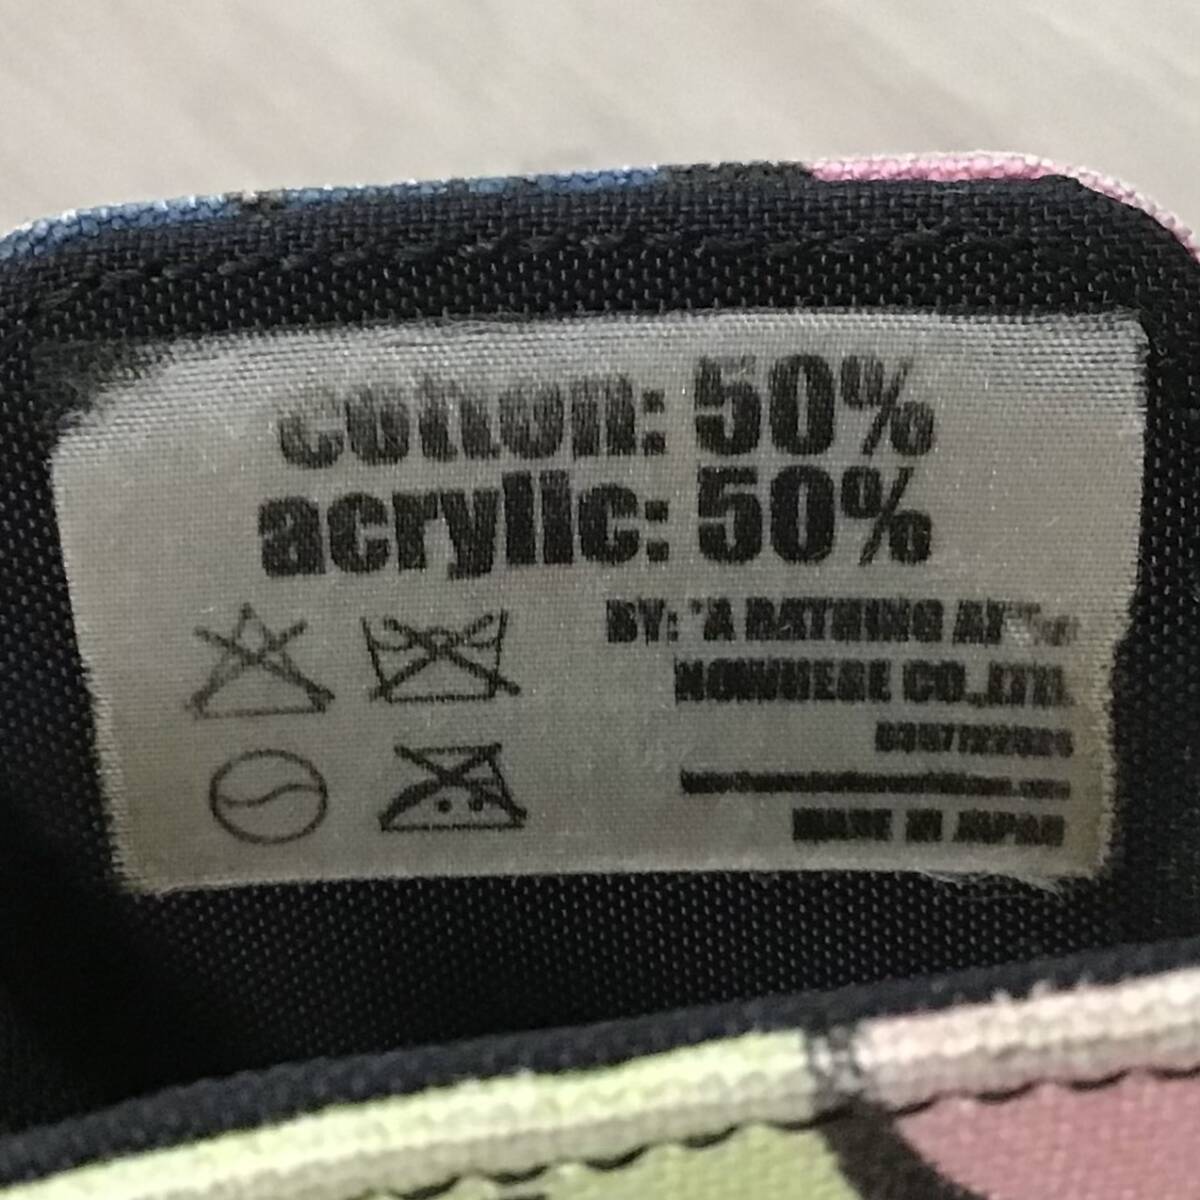 cotton: 50%
acrylic: 50%
BY: "A BATHING APE"
NOWHERE CO.,LTD.
MADE IN JAPAN